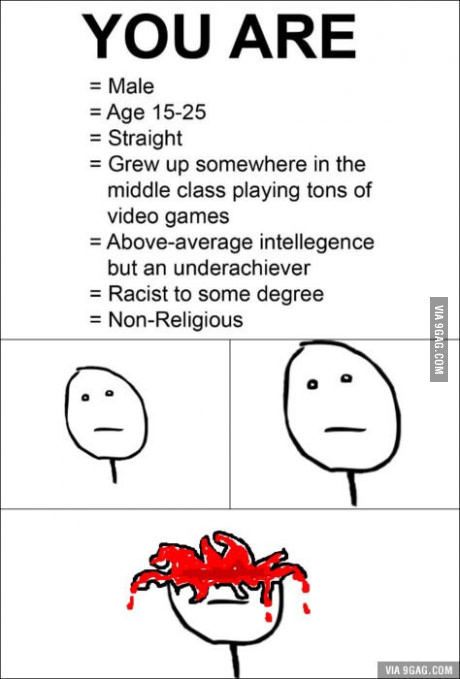 YOU ARE
= Male
= Age 15-25
= Straight
= Grew up somewhere in the
middle class playing tons of
video games
= Above-average intellegence
but an underachiever
= Racist to some degree
= Non-Religious
VIA 9GAG.COM
VIA 9GAG.COM